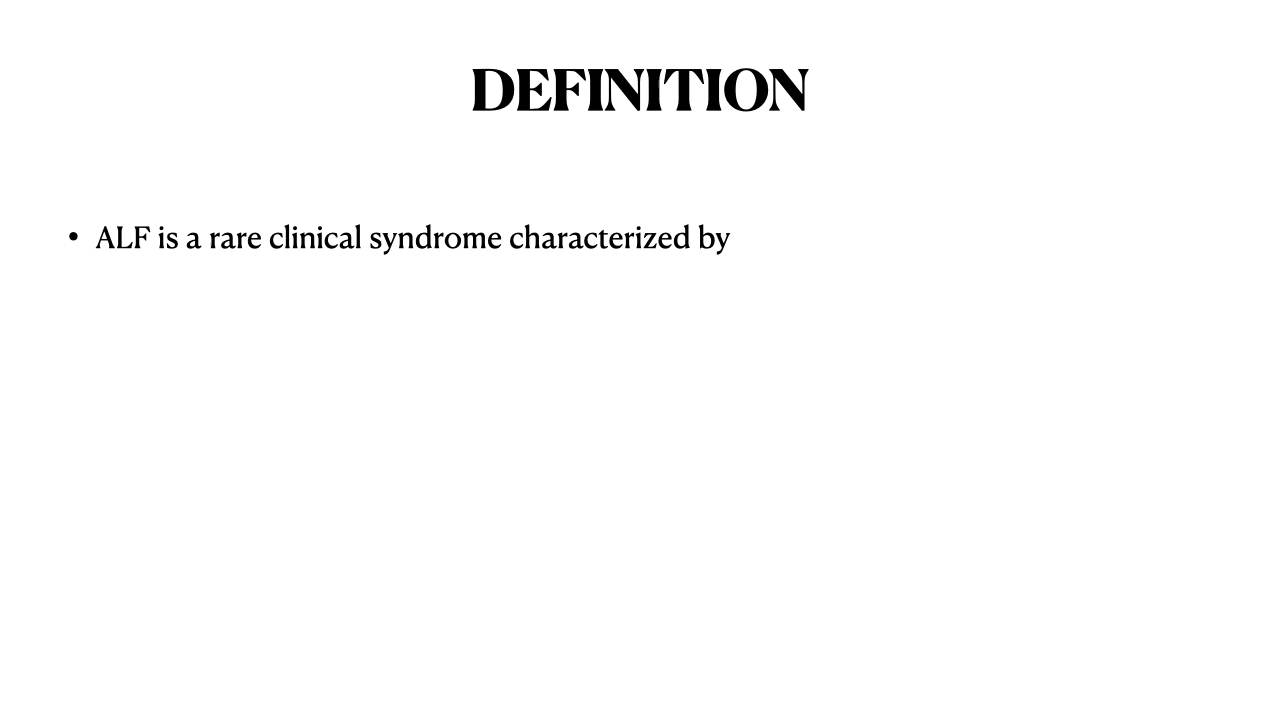 DEFINITION
• ALF is a rare clinical syndrome characterized by